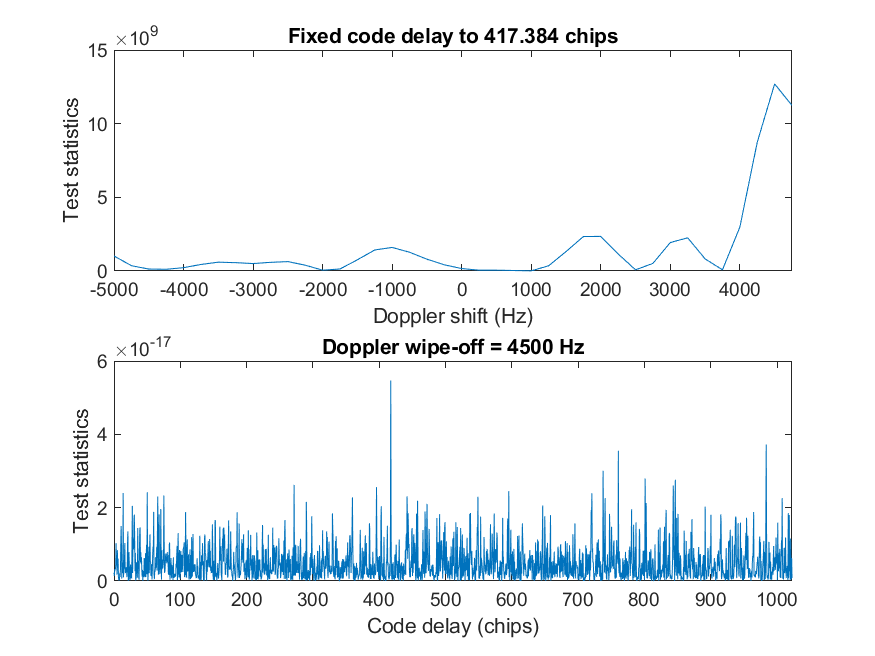 Fixed code delay to 417.384 chips
×10^9
15
10
5
0
Test statistics
-5000 -4000 -3000 -2000 -1000 0 1000 2000 3000 4000
Doppler shift (Hz)
Doppler wipe-off = 4500 Hz
×10^-17
6
4
2
0
Test statistics
0 100 200 300 400 500 600 700 800 900 1000
Code delay (chips)